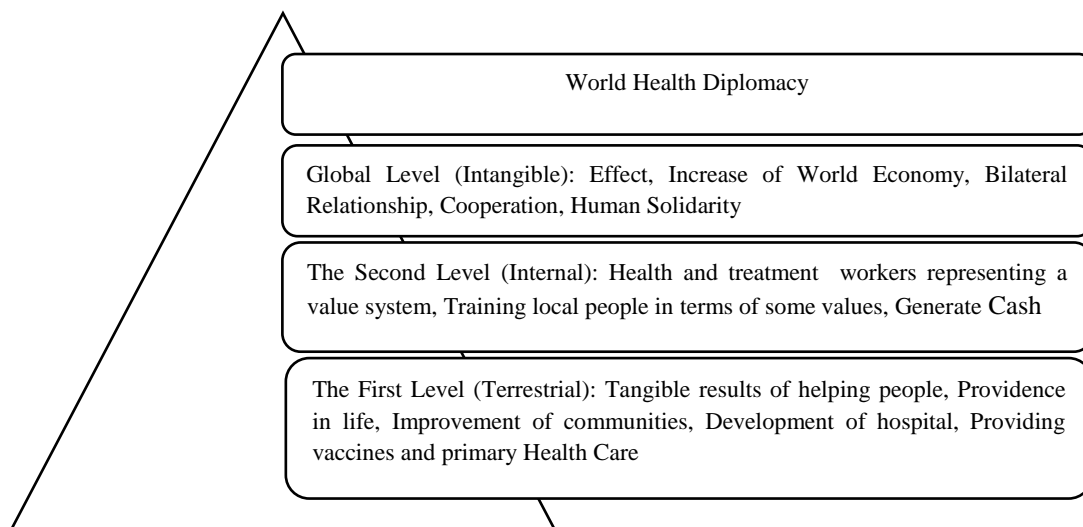 World Health Diplomacy
Global Level (Intangible): Effect, Increase of World Economy, Bilateral
Relationship, Cooperation, Human Solidarity
The Second Level (Internal): Health and treatment workers representing a
value system, Training local people in terms of some values, Generate Cash
The First Level (Terrestrial): Tangible results of helping people, Providence
in life, Improvement of communities, Development of hospital, Providing
vaccines and primary Health Care